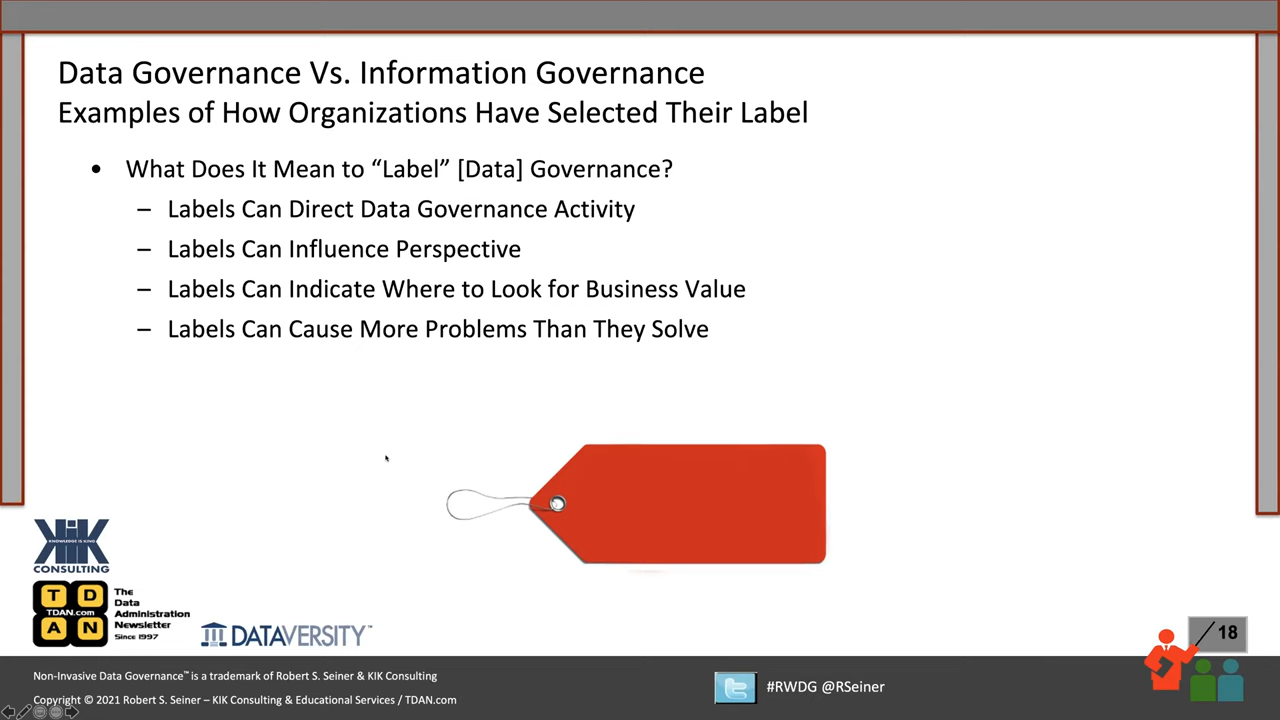 Data Governance Vs. Information Governance
Examples of How Organizations Have Selected Their Label
• What Does It Mean to “Label” [Data] Governance?
– Labels Can Direct Data Governance Activity
– Labels Can Influence Perspective
– Labels Can Indicate Where to Look for Business Value
– Labels Can Cause More Problems Than They Solve
KIK
KNOWLEDGE IS KING
CONSULTING
T D
TDAN.com
A N
The
Data
Administration
Newsletter
Since 1997
DATAVERSITY™
18
Non-Invasive Data Governance™ is a trademark of Robert S. Seiner & KIK Consulting
Copyright © 2021 Robert S. Seiner – KIK Consulting & Educational Services / TDAN.com
#RWDG @RSeiner